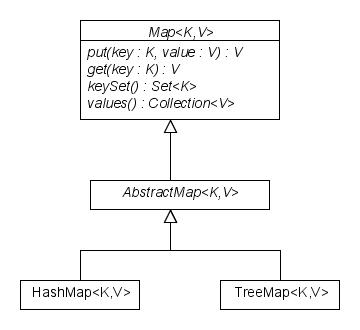 Map<K,V>
put(key : K, value : V) : V
get(key : K) : V
keySet() : Set<K>
values() : Collection<V>
AbstractMap<K,V>
HashMap<K,V>
TreeMap<K,V>